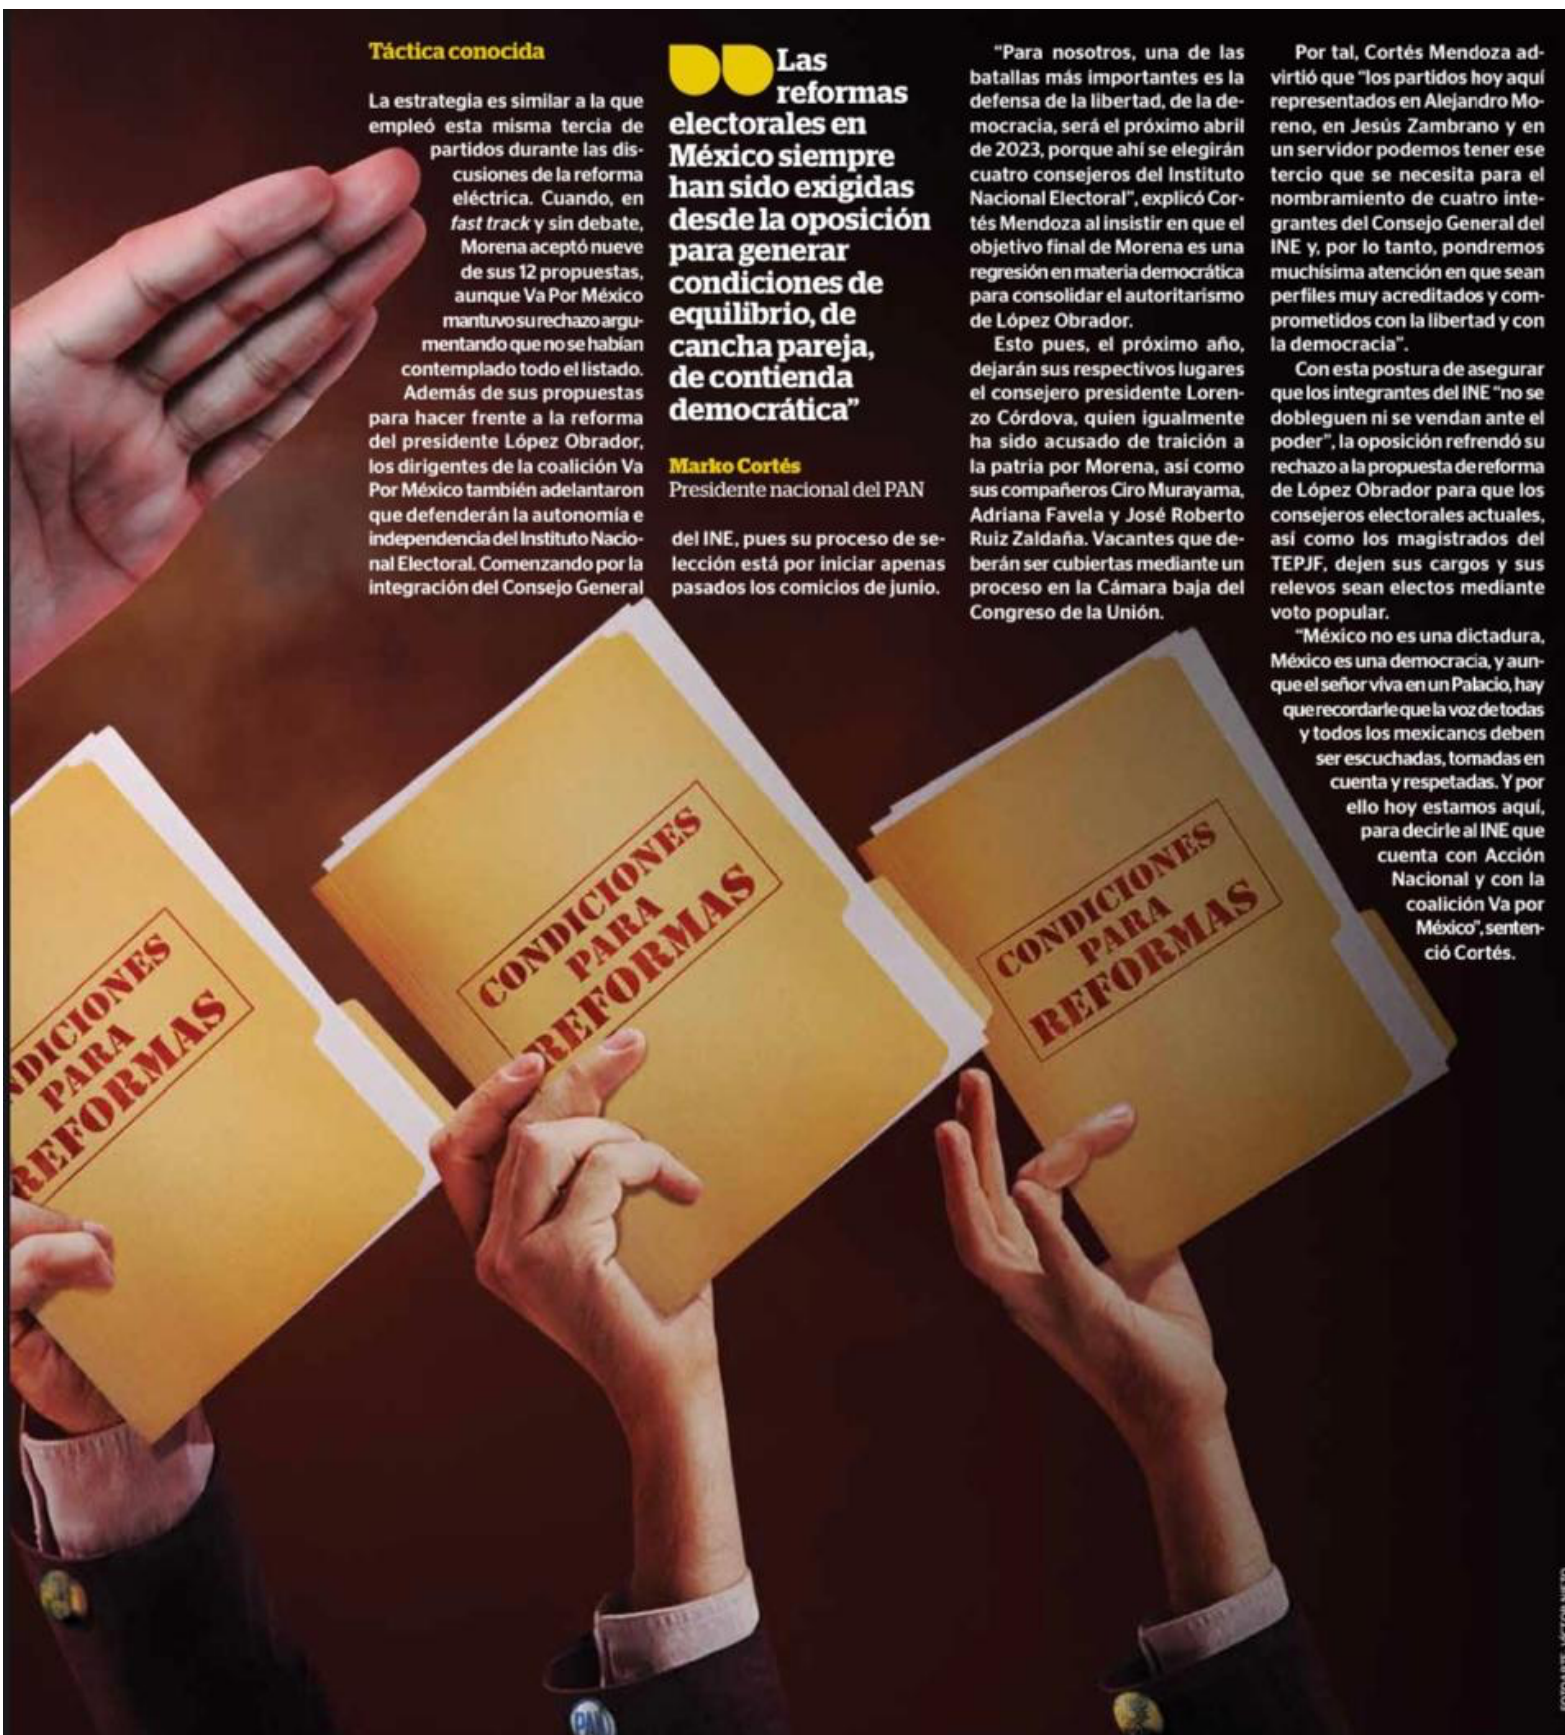 Táctica conocida
La estrategia es similar a la que
empleó esta misma tercia de
partidos durante las dis-
cusiones de la reforma
eléctrica. Cuando, en
fast track y sin debate,
Morena aceptó nueve
de sus 12 propuestas,
aunque Va Por México
mantuvo su rechazo argu-
mentando que no se habían
contemplado todo el listado.
Además de sus propuestas
para hacer frente a la reforma
del presidente López Obrador,
los dirigentes de la coalición Va
Por México también adelantaron
que defenderán la autonomía e
independencia del Instituto Nacio-
nal Electoral. Comenzando por la
integración del Consejo General
Las
reformas
electorales en
México siempre
han sido exigidas
desde la oposición
para generar
condiciones de
equilibrio, de
cancha pareja,
de contienda
democrática”
Marko Cortés
Presidente nacional del PAN
del INE, pues su proceso de se-
lección está por iniciar apenas
pasados los comicios de junio.
“Para nosotros, una de las
batallas más importantes es la
defensa de la libertad, de la de-
mocracia, será el próximo abril
de 2023, porque ahí se elegirán
cuatro consejeros del Instituto
Nacional Electoral”, explicó Cor-
tés Mendoza al insistir en que el
objetivo final de Morena es una
regresión en materia democrática
para consolidar el autoritarismo
de López Obrador.
Esto pues, el próximo año,
dejarán sus respectivos lugares
el consejero presidente Loren-
zo Córdova, quien igualmente
ha sido acusado de traición a
la patria por Morena, así como
sus compañeros Ciro Murayama,
Adriana Favela y José Roberto
Ruiz Zaldaña. Vacantes que de-
berán ser cubiertas mediante un
proceso en la Cámara baja del
Congreso de la Unión.
Por tal, Cortés Mendoza ad-
virtió que “los partidos hoy aquí
representados en Alejandro Mo-
reno, en Jesús Zambrano y en
un servidor podemos tener ese
tercio que se necesita para el
nombramiento de cuatro inte-
grantes del Consejo General del
INE y, por lo tanto, pondremos
muchísima atención en que sean
perfiles muy acreditados y com-
prometidos con la libertad y con
la democracia”.
Con esta postura de asegurar
que los integrantes del INE “no se
dobleguen ni se vendan ante el
poder”, la oposición refrendó su
rechazo a la propuesta de reforma
de López Obrador para que los
consejeros electorales actuales,
así como los magistrados del
TEPJF, dejen sus cargos y sus
relevos sean electos mediante
voto popular.
“México no es una dictadura,
México es una democracia, y aun-
que el señor viva en un Palacio, hay
que recordarle que la voz de todas
y todos los mexicanos deben
ser escuchadas, tomadas en
cuenta y respetadas. Y por
ello hoy estamos aquí,
para decirle al INE que
cuenta con Acción
Nacional y con la
coalición Va por
México”, senten-
ció Cortés.
NDICIONES
PARA
REFORMAS
CONDICIONES
PARA
REFORMAS
CONDICIONES
PARA
REFORMAS
PAN